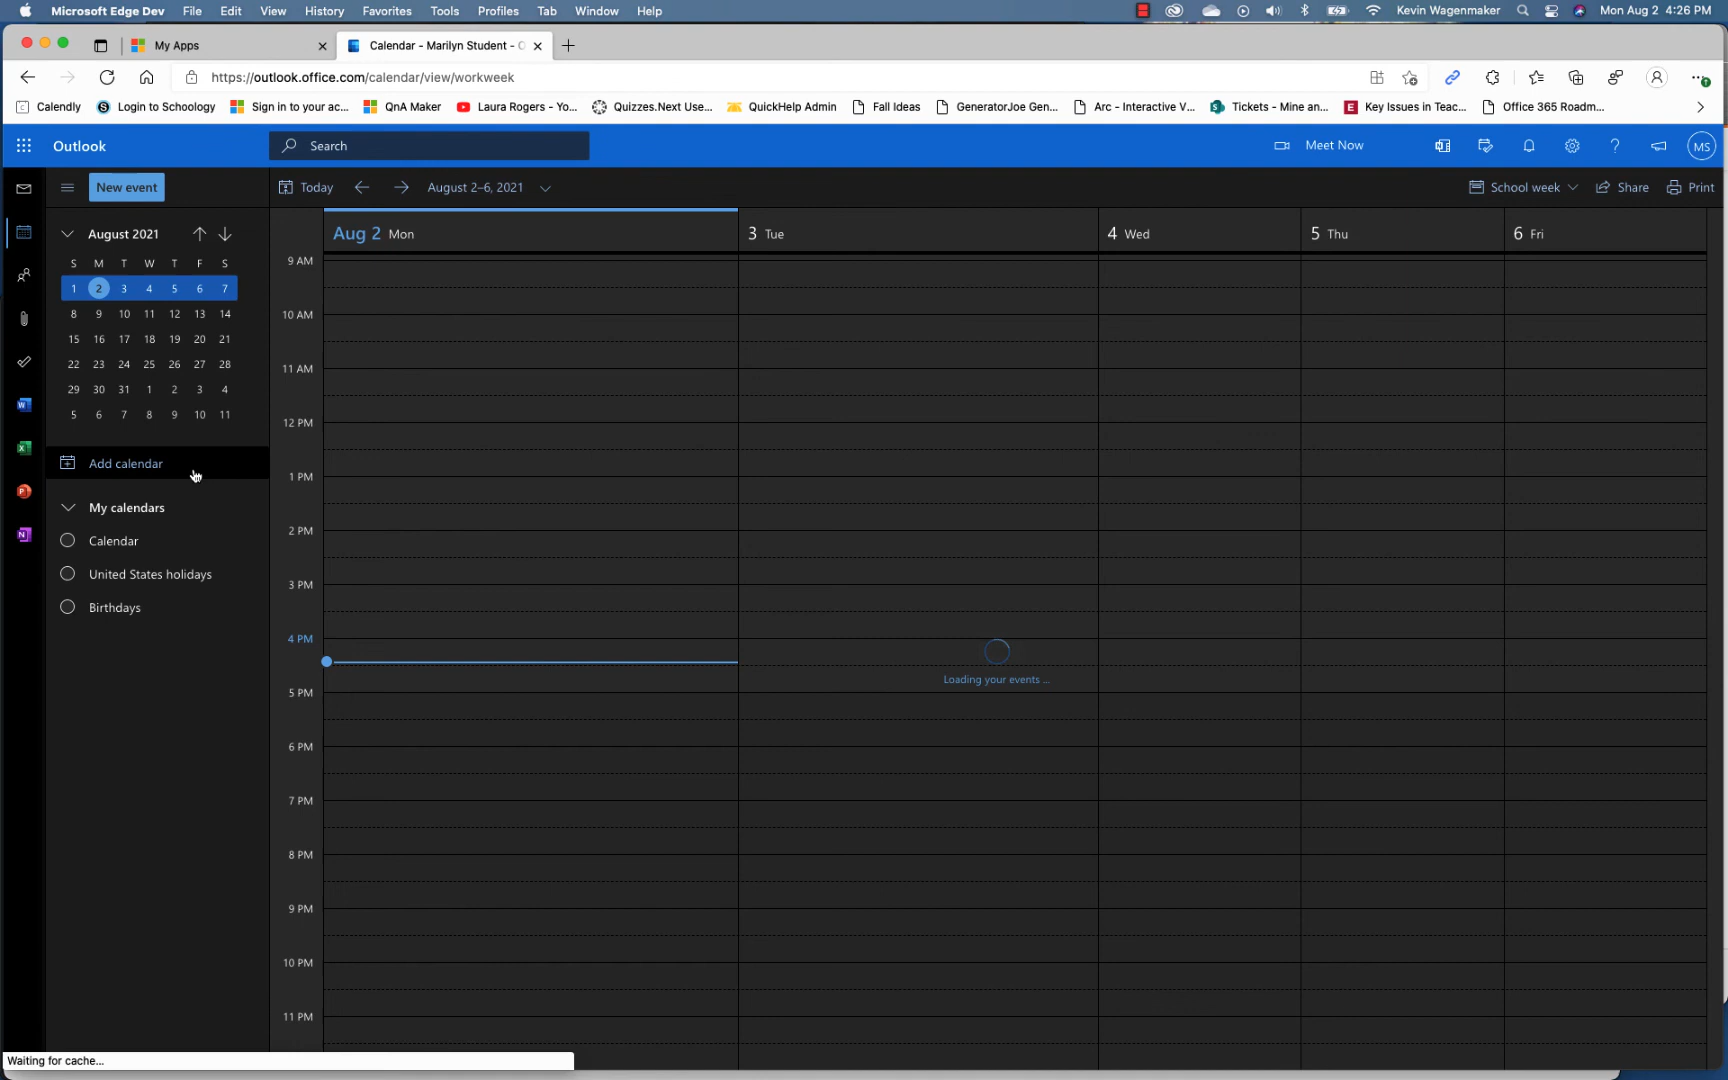 Microsoft Edge Dev File Edit View History Favorites Tools Profiles Tab Window Help Kevin Wagenmaker Mon Aug 2 4:26 PM
My Apps Calendar - Marilyn Student - O
https://outlook.office.com/calendar/view/workweek
Calendly Login to Schoology Sign in to your ac... QnA Maker Laura Rogers - Yo... Quizzes.Next Use... QuickHelp Admin Fall Ideas GeneratorJoe Gen... Arc - Interactive V... Tickets - Mine an... Key Issues in Teac... Office 365 Roadm...
Outlook Search Meet Now MS
New event Today August 2–6, 2021 School week Share Print
August 2021
S M T W T F S
1 2 3 4 5 6 7
8 9 10 11 12 13 14
15 16 17 18 19 20 21
22 23 24 25 26 27 28
29 30 31 1 2 3 4
5 6 7 8 9 10 11
Add calendar
My calendars
Calendar
United States holidays
Birthdays
Aug 2 Mon 3 Tue 4 Wed 5 Thu 6 Fri
9 AM
10 AM
11 AM
12 PM
1 PM
2 PM
3 PM
4 PM
Loading your events ...
5 PM
6 PM
7 PM
8 PM
9 PM
10 PM
11 PM
Waiting for cache...